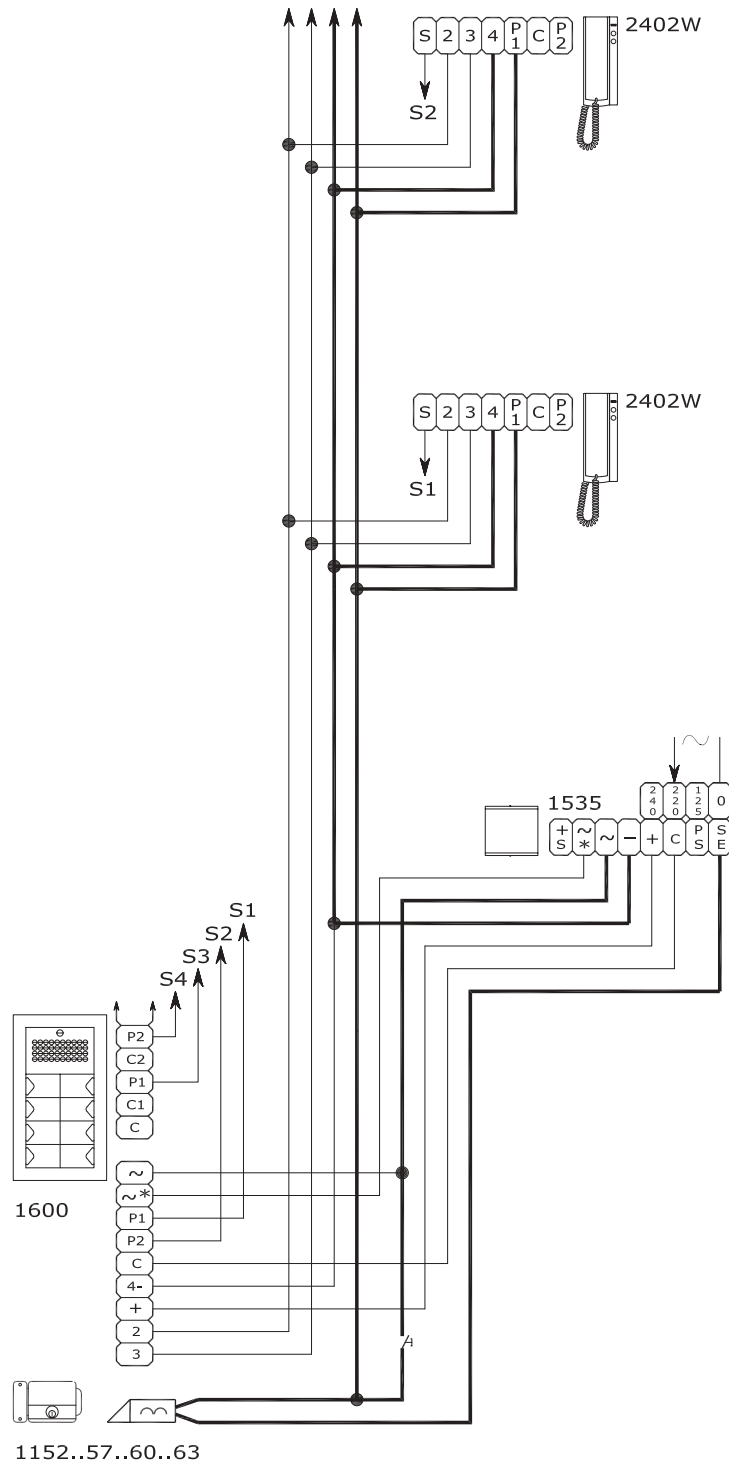 S 2 3 4 P1 C P2 2402W
S2
S 2 3 4 P1 C P2 2402W
S1
240 220 125 0
1535
+S ~* ~ − + C PS SE
S1
S2
S3
S4
P2
C2
P1
C1
C
~
~*
P1
P2
C
4-
+
2
3
1600
1152..57..60..63